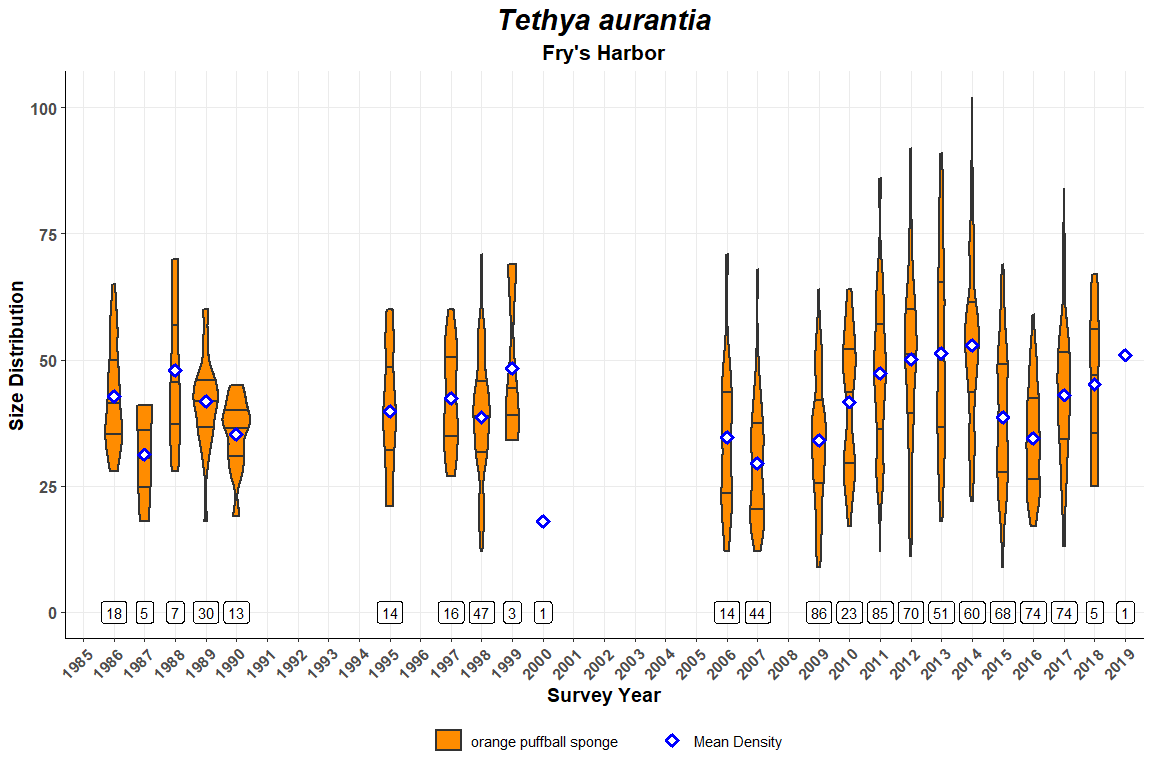 Tethya aurantia
Fry's Harbor
Size Distribution
100
75
50
25
0
18 5 7 30 13 14 16 47 3 1 14 44 86 23 85 70 51 60 68 74 74 5 1
1985 1986 1987 1988 1989 1990 1991 1992 1993 1994 1995 1996 1997 1998 1999 2000 2001 2002 2003 2004 2005 2006 2007 2008 2009 2010 2011 2012 2013 2014 2015 2016 2017 2018 2019
Survey Year
orange puffball sponge Mean Density